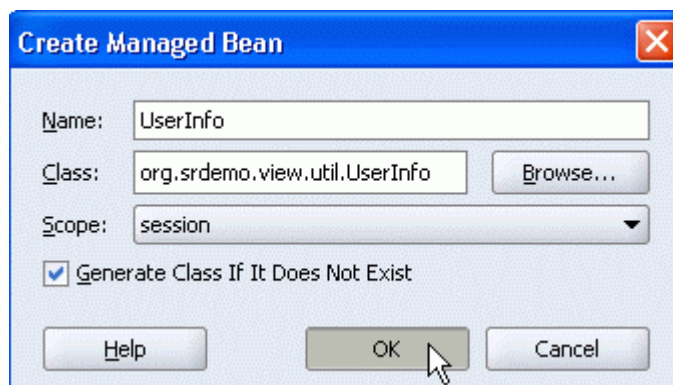 Create Managed Bean
Name: UserInfo
Class: org.srdemo.view.util.UserInfo Browse...
Scope: session
Generate Class If It Does Not Exist
Help OK Cancel